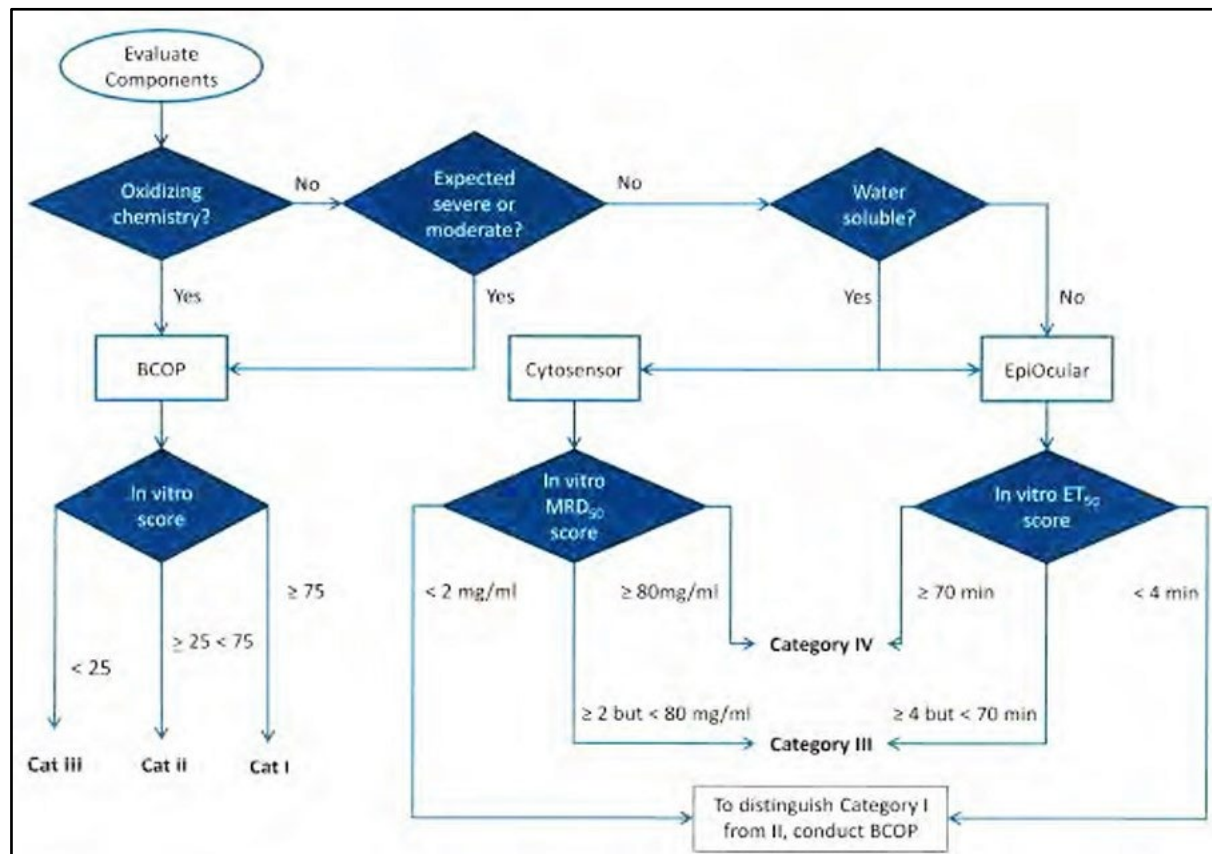 Evaluate
Components
Oxidizing
chemistry?
No
Expected
severe or
moderate?
No
Water
soluble?
Yes
Yes
Yes
No
BCOP
Cytosensor
EpiOcular
In vitro
score
In vitro
MRD50
score
In vitro ET50
score
< 25
≥ 25 < 75
≥ 75
< 2 mg/ml
≥ 80mg/ml
≥ 70 min
< 4 min
Category IV
≥ 2 but < 80 mg/ml
≥ 4 but < 70 min
Category III
Cat iii
Cat ii
Cat I
To distinguish Category I
from II, conduct BCOP